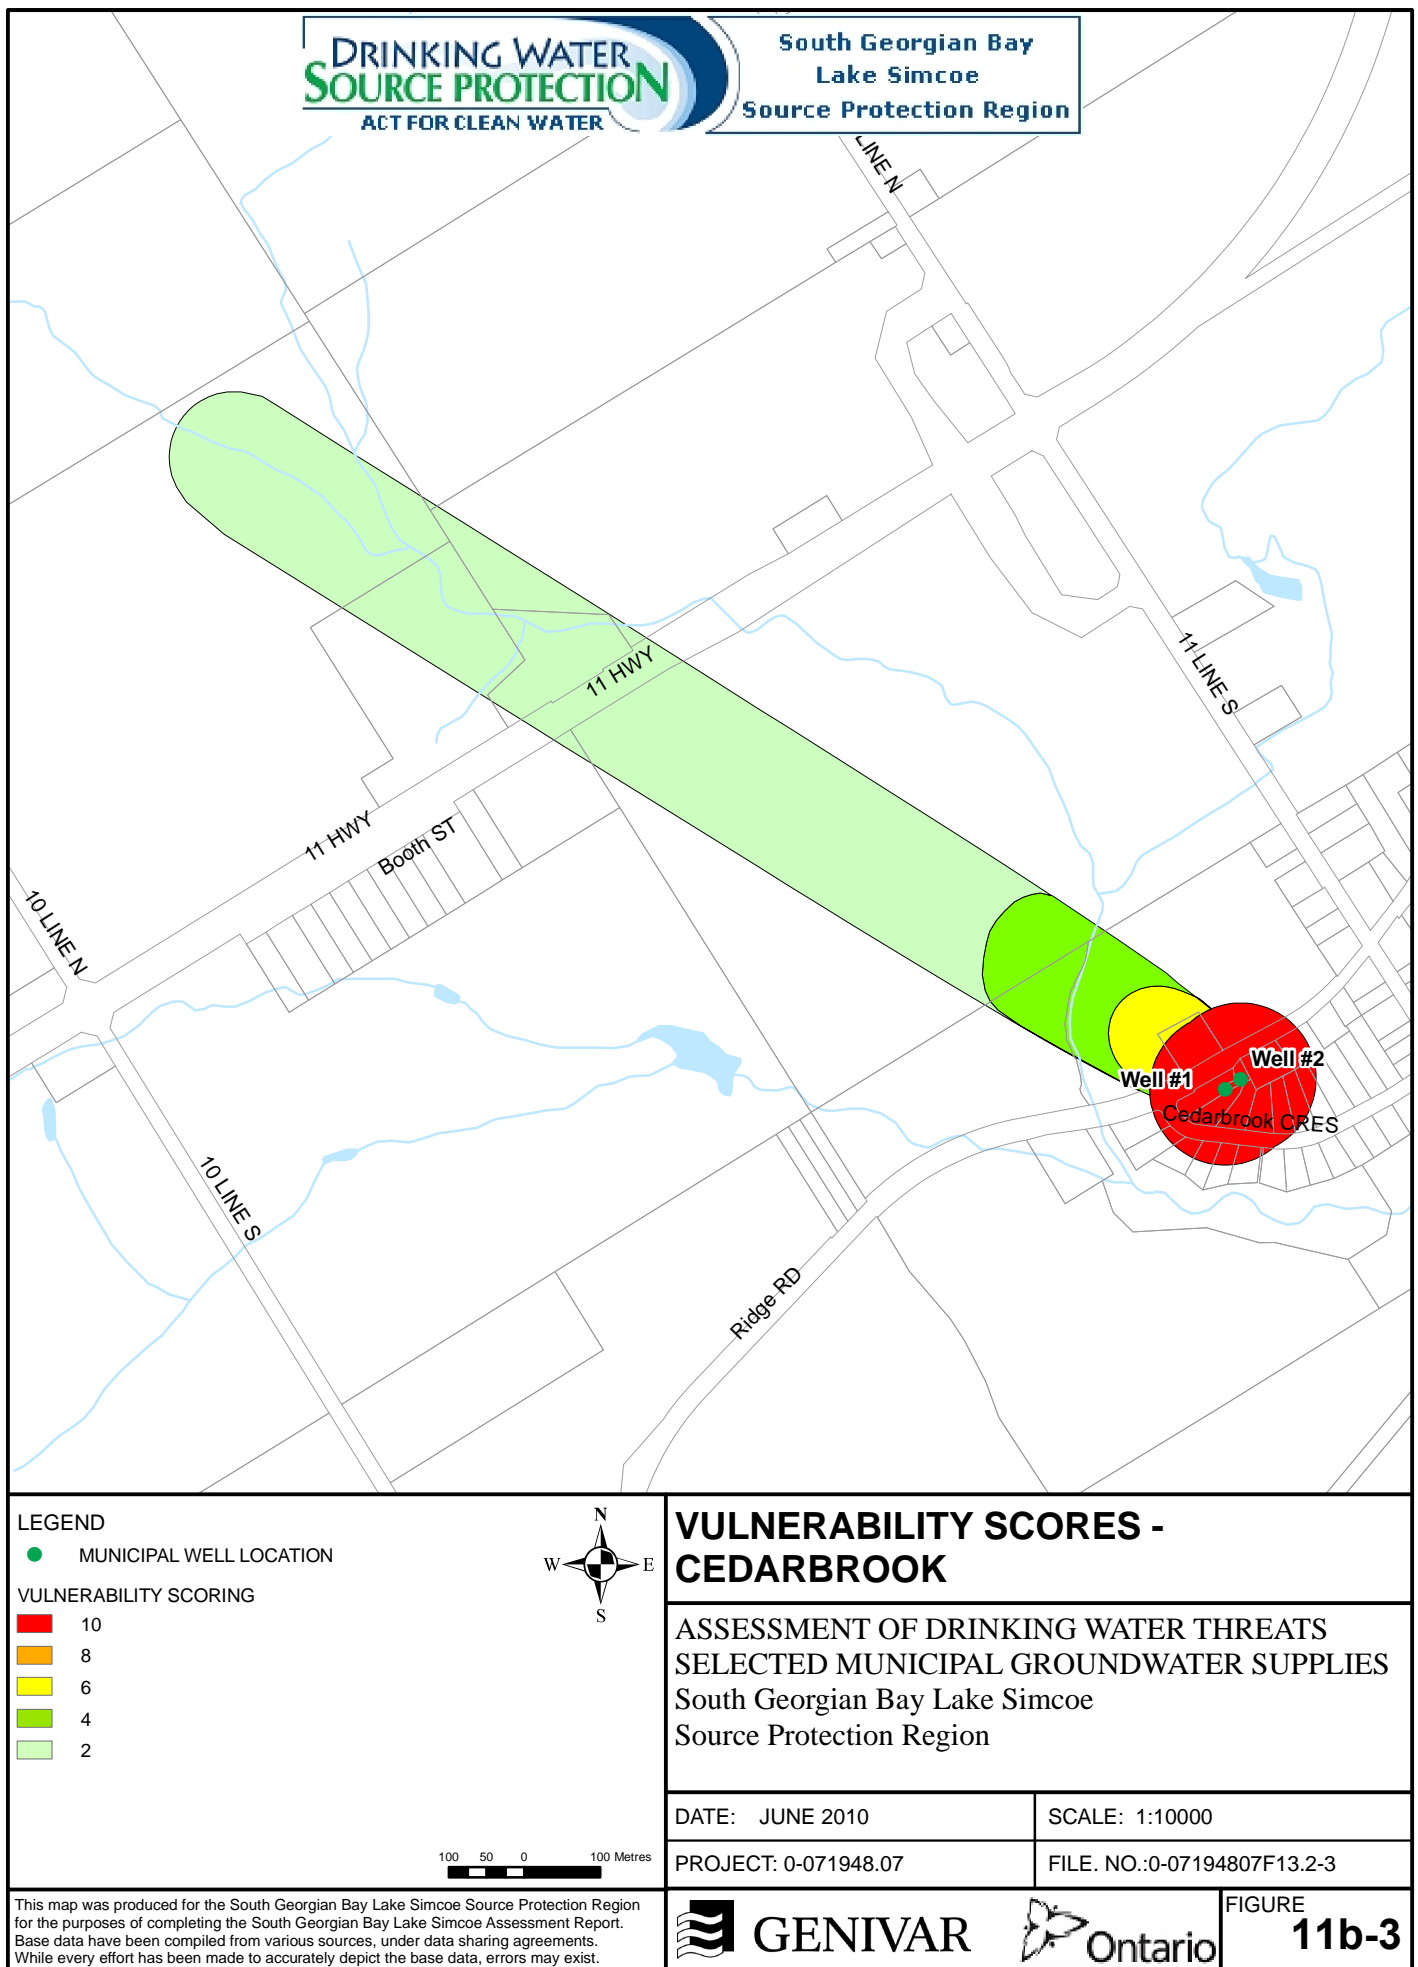 DRINKING WATER
SOURCE PROTECTION
ACT FOR CLEAN WATER
South Georgian Bay
Lake Simcoe
Source Protection Region
LINE N
11 LINE S
11 HWY
11 HWY
Booth ST
10 LINE N
10 LINE S
Well #2
Well #1
Cedarbrook CRES
Ridge RD
LEGEND
MUNICIPAL WELL LOCATION
VULNERABILITY SCORING
10
8
6
4
2
N
W E
S
100 50 0 100 Metres
VULNERABILITY SCORES -
CEDARBROOK
ASSESSMENT OF DRINKING WATER THREATS
SELECTED MUNICIPAL GROUNDWATER SUPPLIES
South Georgian Bay Lake Simcoe
Source Protection Region
DATE: JUNE 2010
SCALE: 1:10000
PROJECT: 0-071948.07
FILE. NO.:0-07194807F13.2-3
This map was produced for the South Georgian Bay Lake Simcoe Source Protection Region
for the purposes of completing the South Georgian Bay Lake Simcoe Assessment Report.
Base data have been compiled from various sources, under data sharing agreements.
While every effort has been made to accurately depict the base data, errors may exist.
GENIVAR
Ontario
FIGURE
11b-3